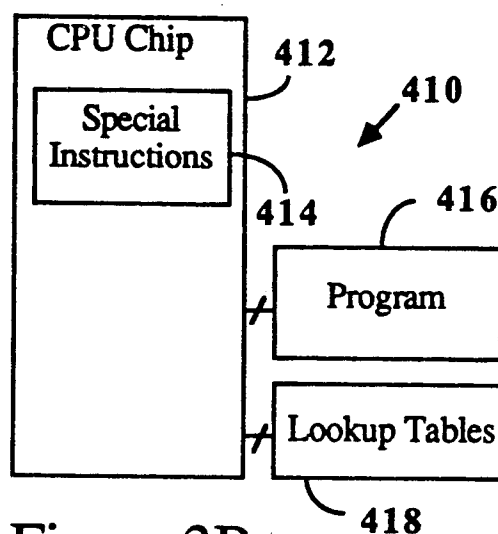 CPU Chip
412
410
Special
Instructions
414
416
Program
Lookup Tables
418